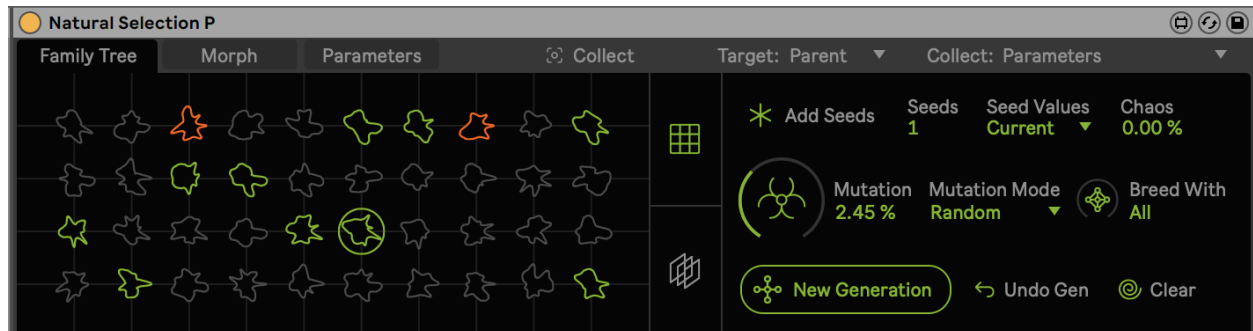 Natural Selection P
Family Tree Morph Parameters Collect Target: Parent Collect: Parameters
Add Seeds Seeds Seed Values Chaos
1 Current 0.00 %
Mutation Mutation Mode Breed With
2.45 % Random All
New Generation Undo Gen Clear